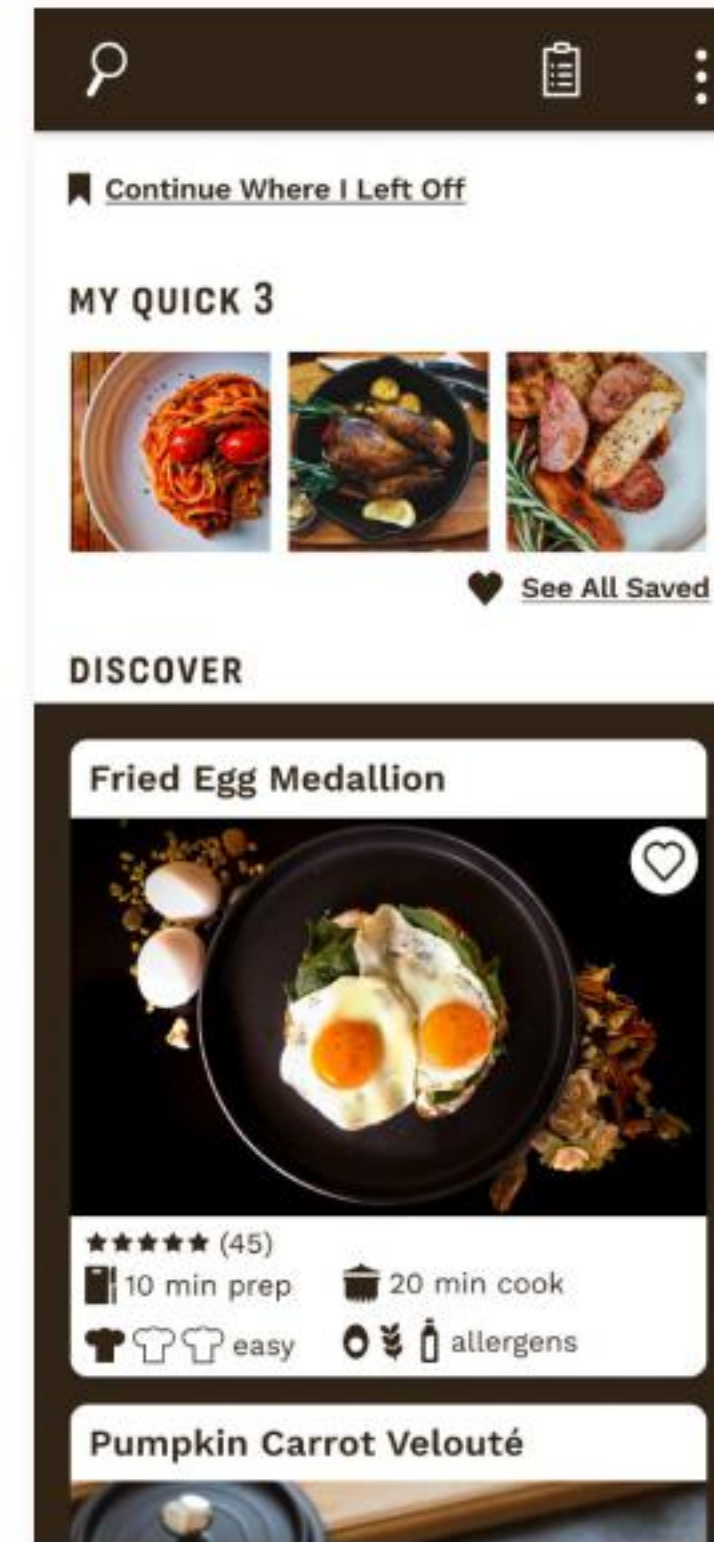 Continue Where I Left Off
MY QUICK 3
See All Saved
DISCOVER
Fried Egg Medallion
(45)
10 min prep
20 min cook
easy
allergens
Pumpkin Carrot Velouté